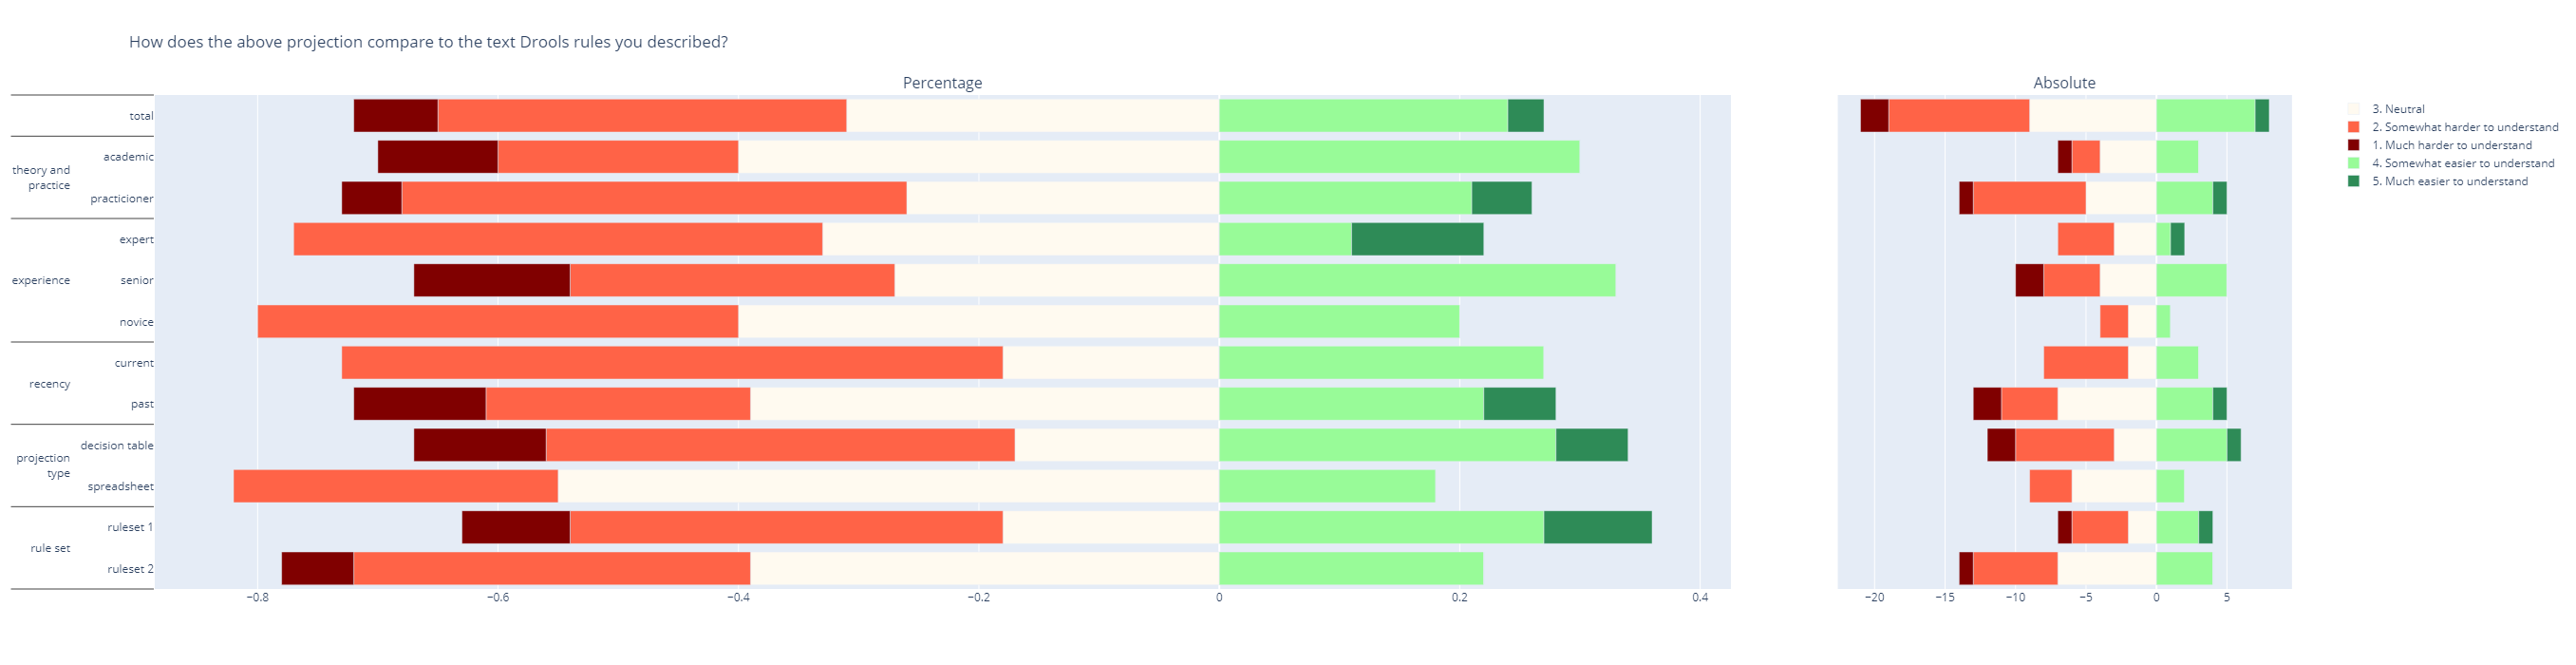 How does the above projection compare to the text Drools rules you described?
Percentage
Absolute
total
theory and
practice
academic
practicioner
experience
expert
senior
novice
recency
current
past
projection
type
decision table
spreadsheet
rule set
ruleset 1
ruleset 2
−0.8
−0.6
−0.4
−0.2
0
0.2
0.4
−20
−15
−10
−5
0
5
3. Neutral
2. Somewhat harder to understand
1. Much harder to understand
4. Somewhat easier to understand
5. Much easier to understand